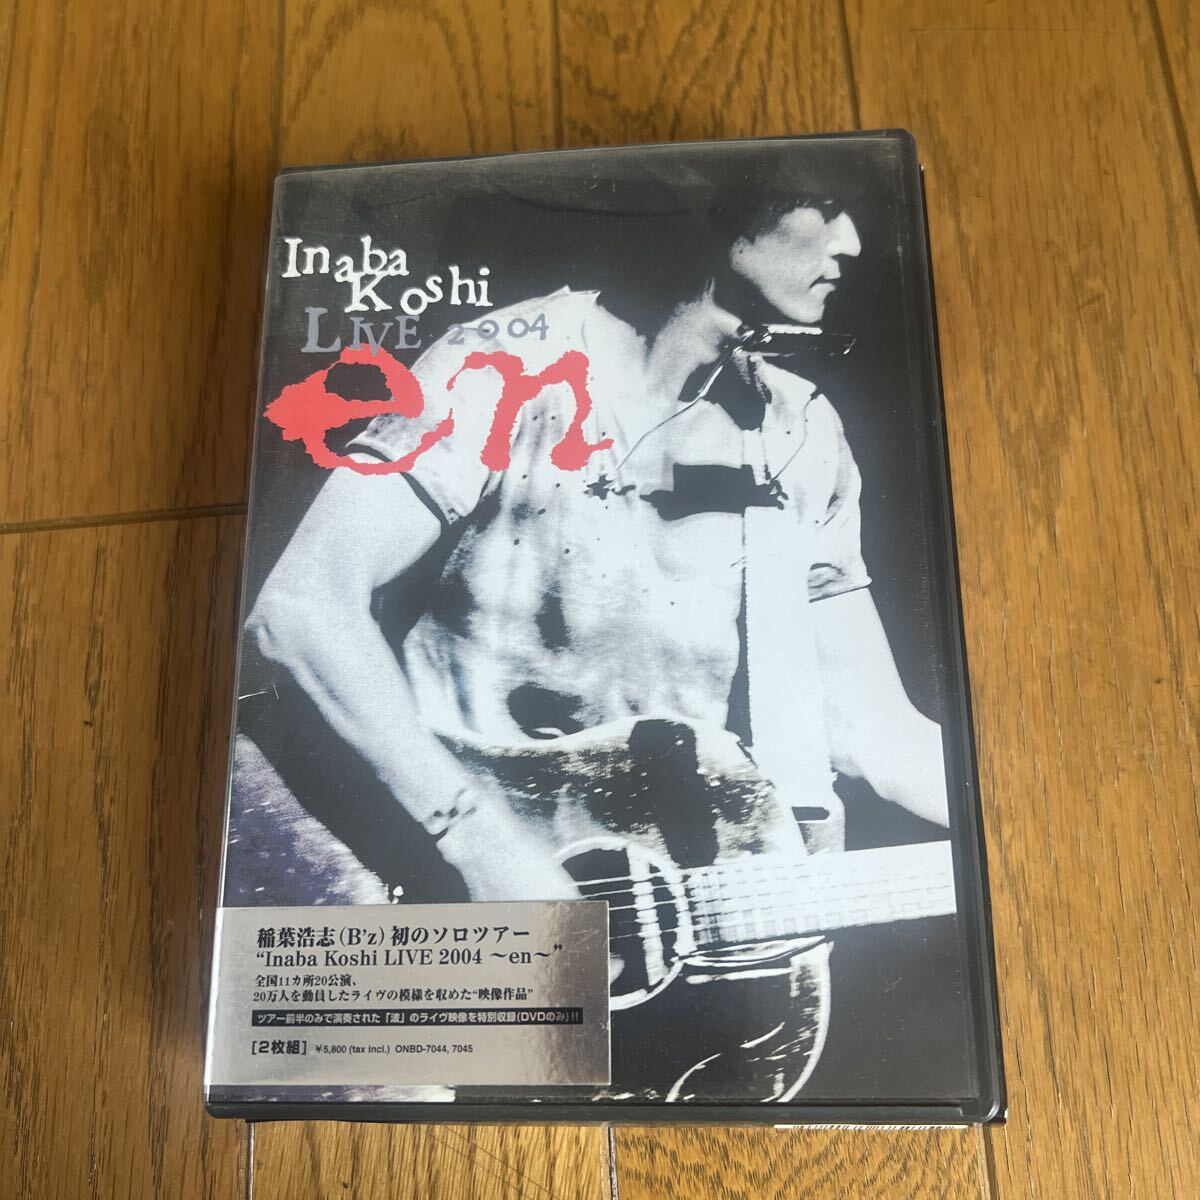 Inaba
Koshi
LIVE 2004
en
稲葉浩志(B'z)初のソロツアー
“Inaba Koshi LIVE 2004 〜en〜”
全国11カ所20公演、
20万人を動員したライヴの模様を収めた“映像作品”
ツアー前半のみで演奏された「波」のライヴ映像を特別収録(DVDのみ)!!
[2枚組] ¥5,800 (tax incl.) ONBD-7044, 7045